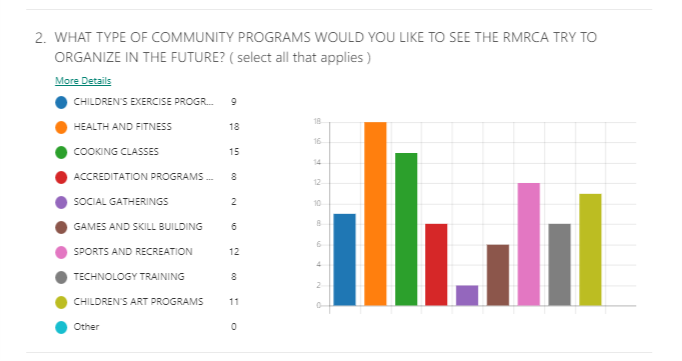 2. WHAT TYPE OF COMMUNITY PROGRAMS WOULD YOU LIKE TO SEE THE RMRCA TRY TO
ORGANIZE IN THE FUTURE? ( select all that applies )
More Details
CHILDREN'S EXERCISE PROGR... 9
HEALTH AND FITNESS 18
COOKING CLASSES 15
ACCREDITATION PROGRAMS ... 8
SOCIAL GATHERINGS 2
GAMES AND SKILL BUILDING 6
SPORTS AND RECREATION 12
TECHNOLOGY TRAINING 8
CHILDREN'S ART PROGRAMS 11
Other 0
18
16
14
12
10
8
6
4
2
0